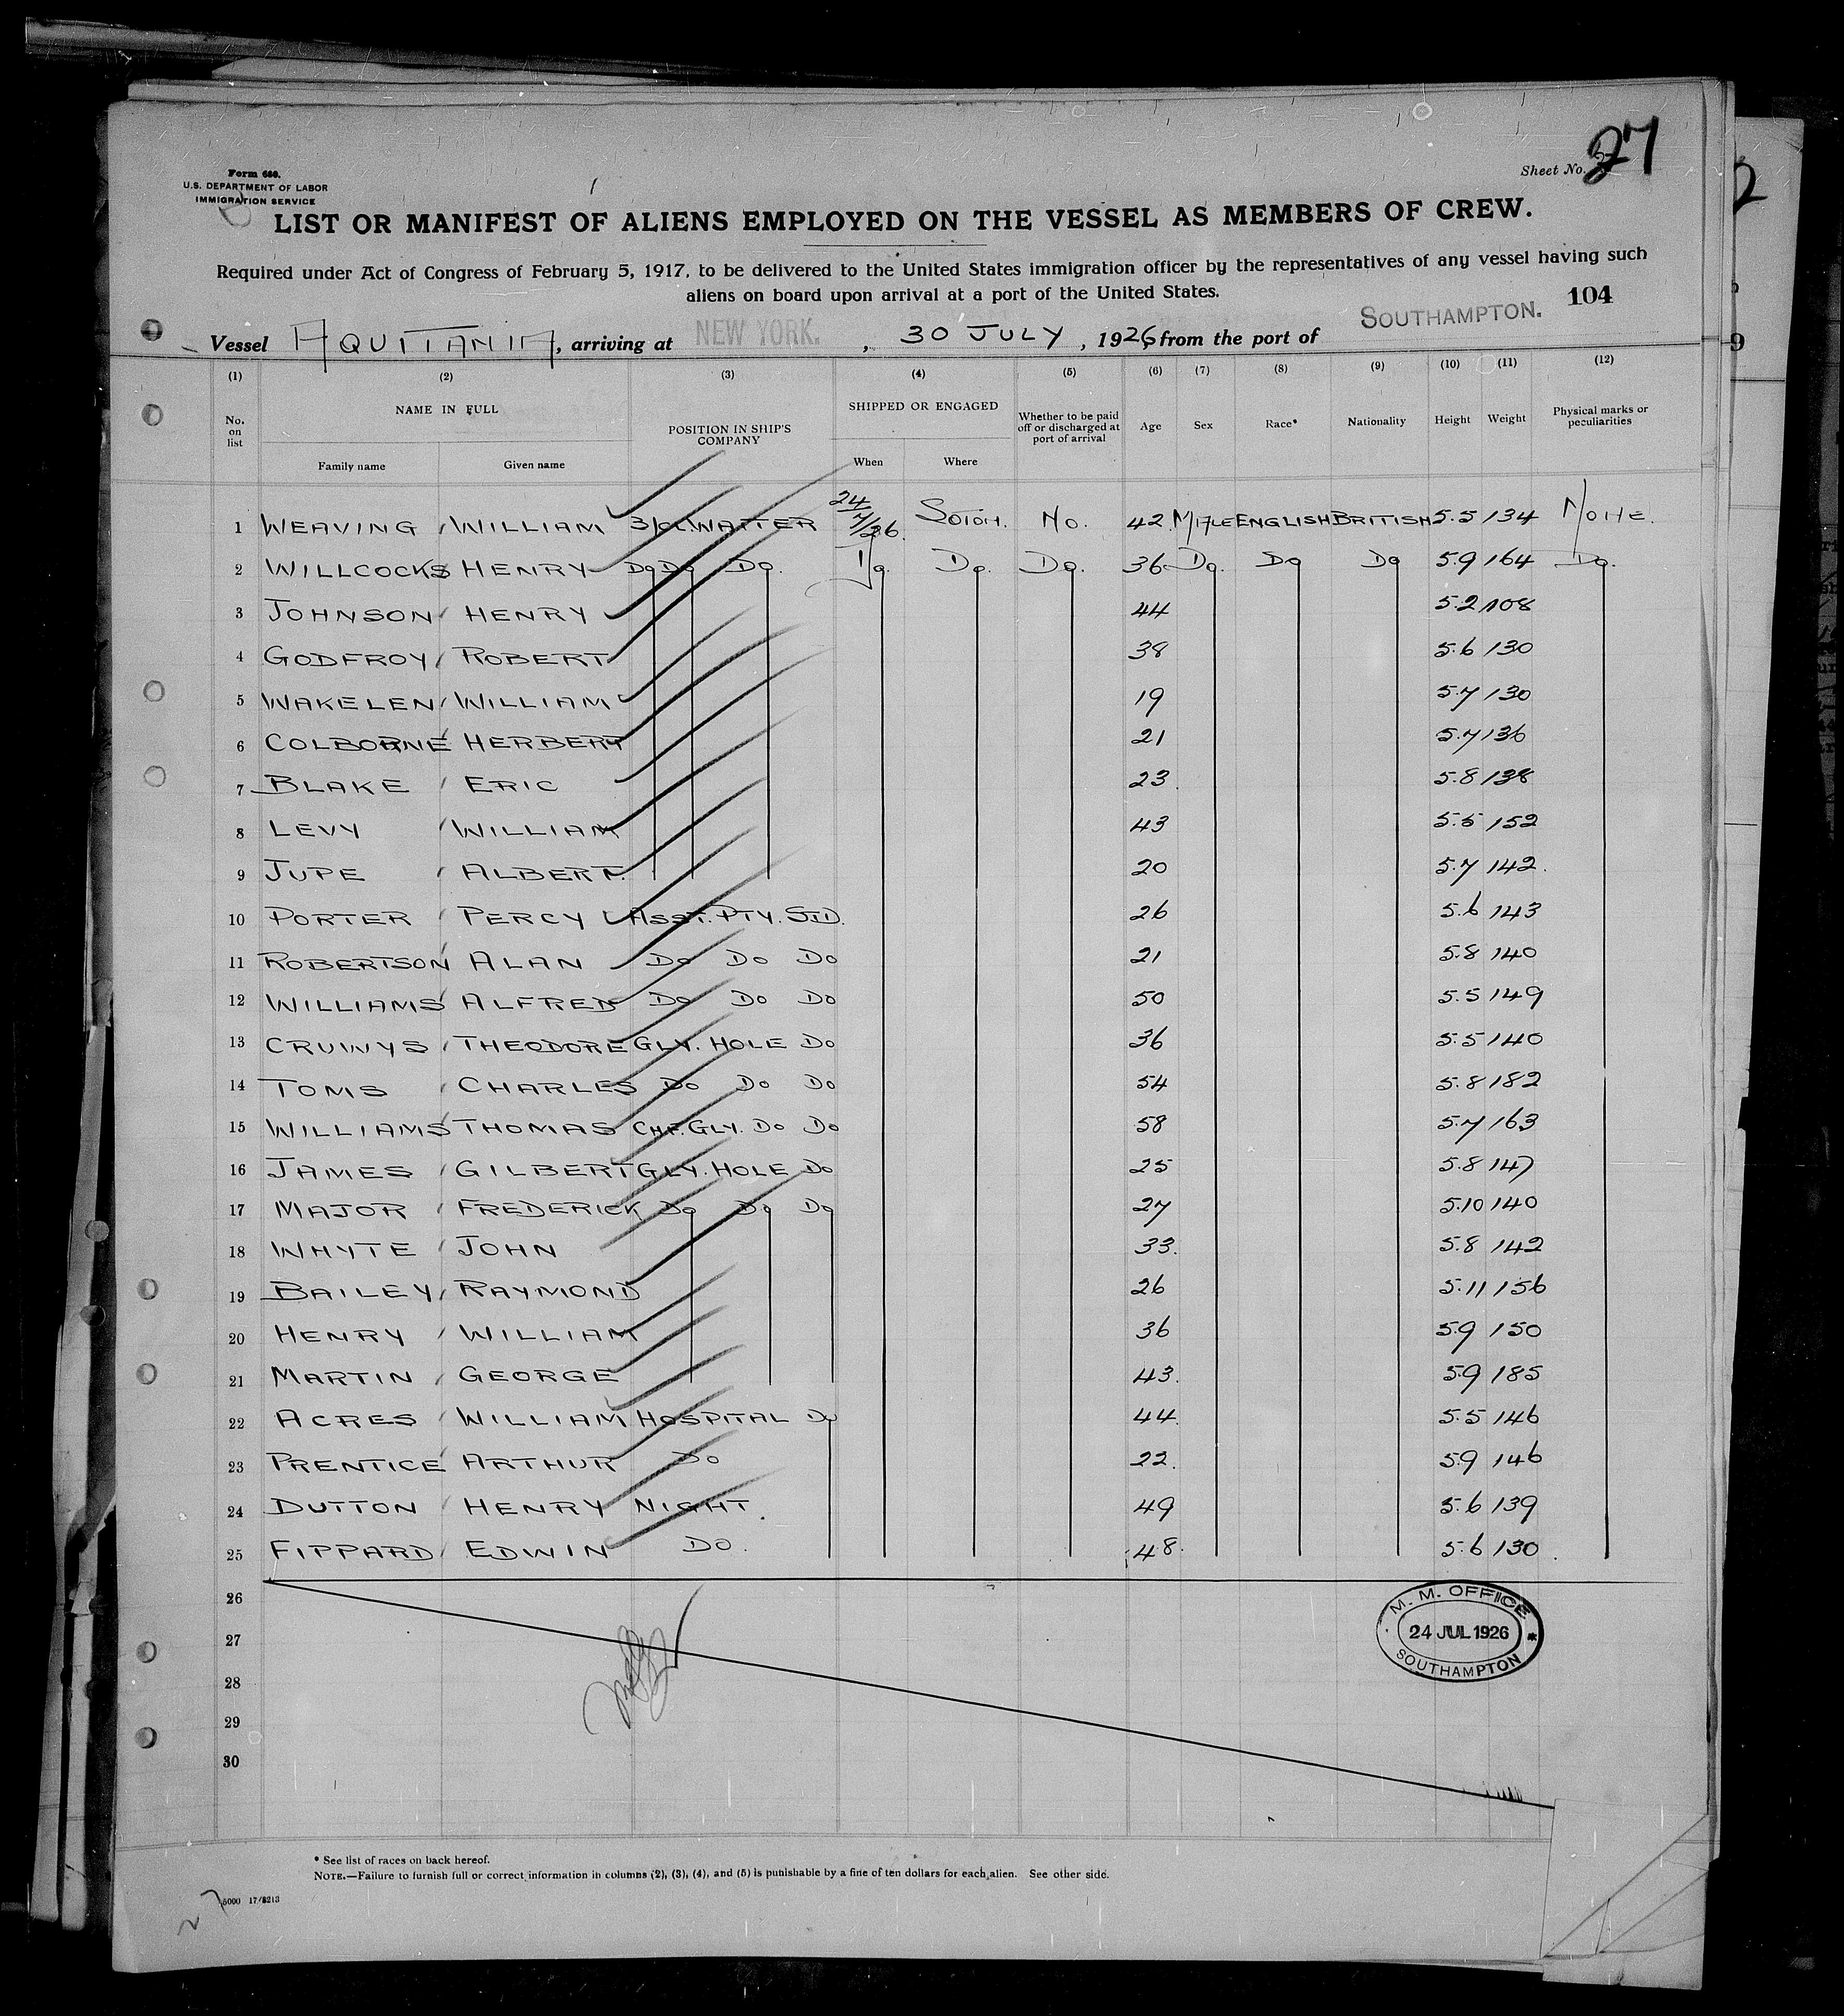 Form 680.
U.S. DEPARTMENT OF LABOR
IMMIGRATION SERVICE
Sheet No. 27
LIST OR MANIFEST OF ALIENS EMPLOYED ON THE VESSEL AS MEMBERS OF CREW.
Required under Act of Congress of February 5, 1917, to be delivered to the United States immigration officer by the representatives of any vessel having such
aliens on board upon arrival at a port of the United States.
104
Vessel AQUITANIA, arriving at NEW YORK., 30 JULY, 1926, from the port of SOUTHAMPTON.
(1) (2) (3) (4) (5) (6) (7) (8) (9) (10) (11) (12)
No. on list NAME IN FULL POSITION IN SHIP'S COMPANY SHIPPED OR ENGAGED Whether to be paid off or discharged at port of arrival Age Sex Race* Nationality Height Weight Physical marks or peculiarities
Family name Given name When Where
1 WEAVING WILLIAM 3/CL.WAITER 24/7/26. SOTON. NO. 42. MALE ENGLISH BRITISH 5.5 134 NONE.
2 WILLCOCKS HENRY DO DO DO. DO. DO. DO. 36 DO. DO DO 5.9 164 DO.
3 JOHNSON HENRY 44 5.2 108
4 GODFROY ROBERT 38 5.6 130
5 WAKELEN WILLIAM 19 5.7 130
6 COLBORNE HERBERT 21 5.7 136
7 BLAKE ERIC 23. 5.8 138
8 LEVY WILLIAM 43 5.5 152
9 JUPE ALBERT. 20 5.7 142.
10 PORTER PERCY ASST. PTY. STD. 26 5.6 143
11 ROBERTSON ALAN DO DO DO 21 5.8 140
12 WILLIAMS ALFRED DO DO DO 50 5.5 149
13 CRUWYS THEODORE GLY. HOLE DO 36 5.5 140
14 TOMS CHARLES DO DO DO 54 5.8 182
15 WILLIAMS THOMAS CHF. GLY. DO DO 58 5.7 163
16 JAMES GILBERT GLY. HOLE DO 25 5.8 147
17 MAJOR FREDERICK DO DO DO 27 5.10 140
18 WHYTE JOHN 33. 5.8 142
19 BAILEY RAYMOND 26 5.11 156
20 HENRY WILLIAM 36 5.9 150
21 MARTIN GEORGE 43. 5.9 185
22 ACRES WILLIAM HOSPITAL DO 44. 5.5 146
23 PRENTICE ARTHUR DO 22. 5.9 146
24 DUTTON HENRY NIGHT. 49 5.6 139
25 FIPPARD EDWIN DO. 48. 5.6 130.
26
27
28
29
30
M. M. OFFICE
24 JUL 1926
SOUTHAMPTON
* See list of races on back hereof.
NOTE.—Failure to furnish full or correct information in columns (2), (3), (4), and (5) is punishable by a fine of ten dollars for each alien. See other side.
5000 17/8213
27